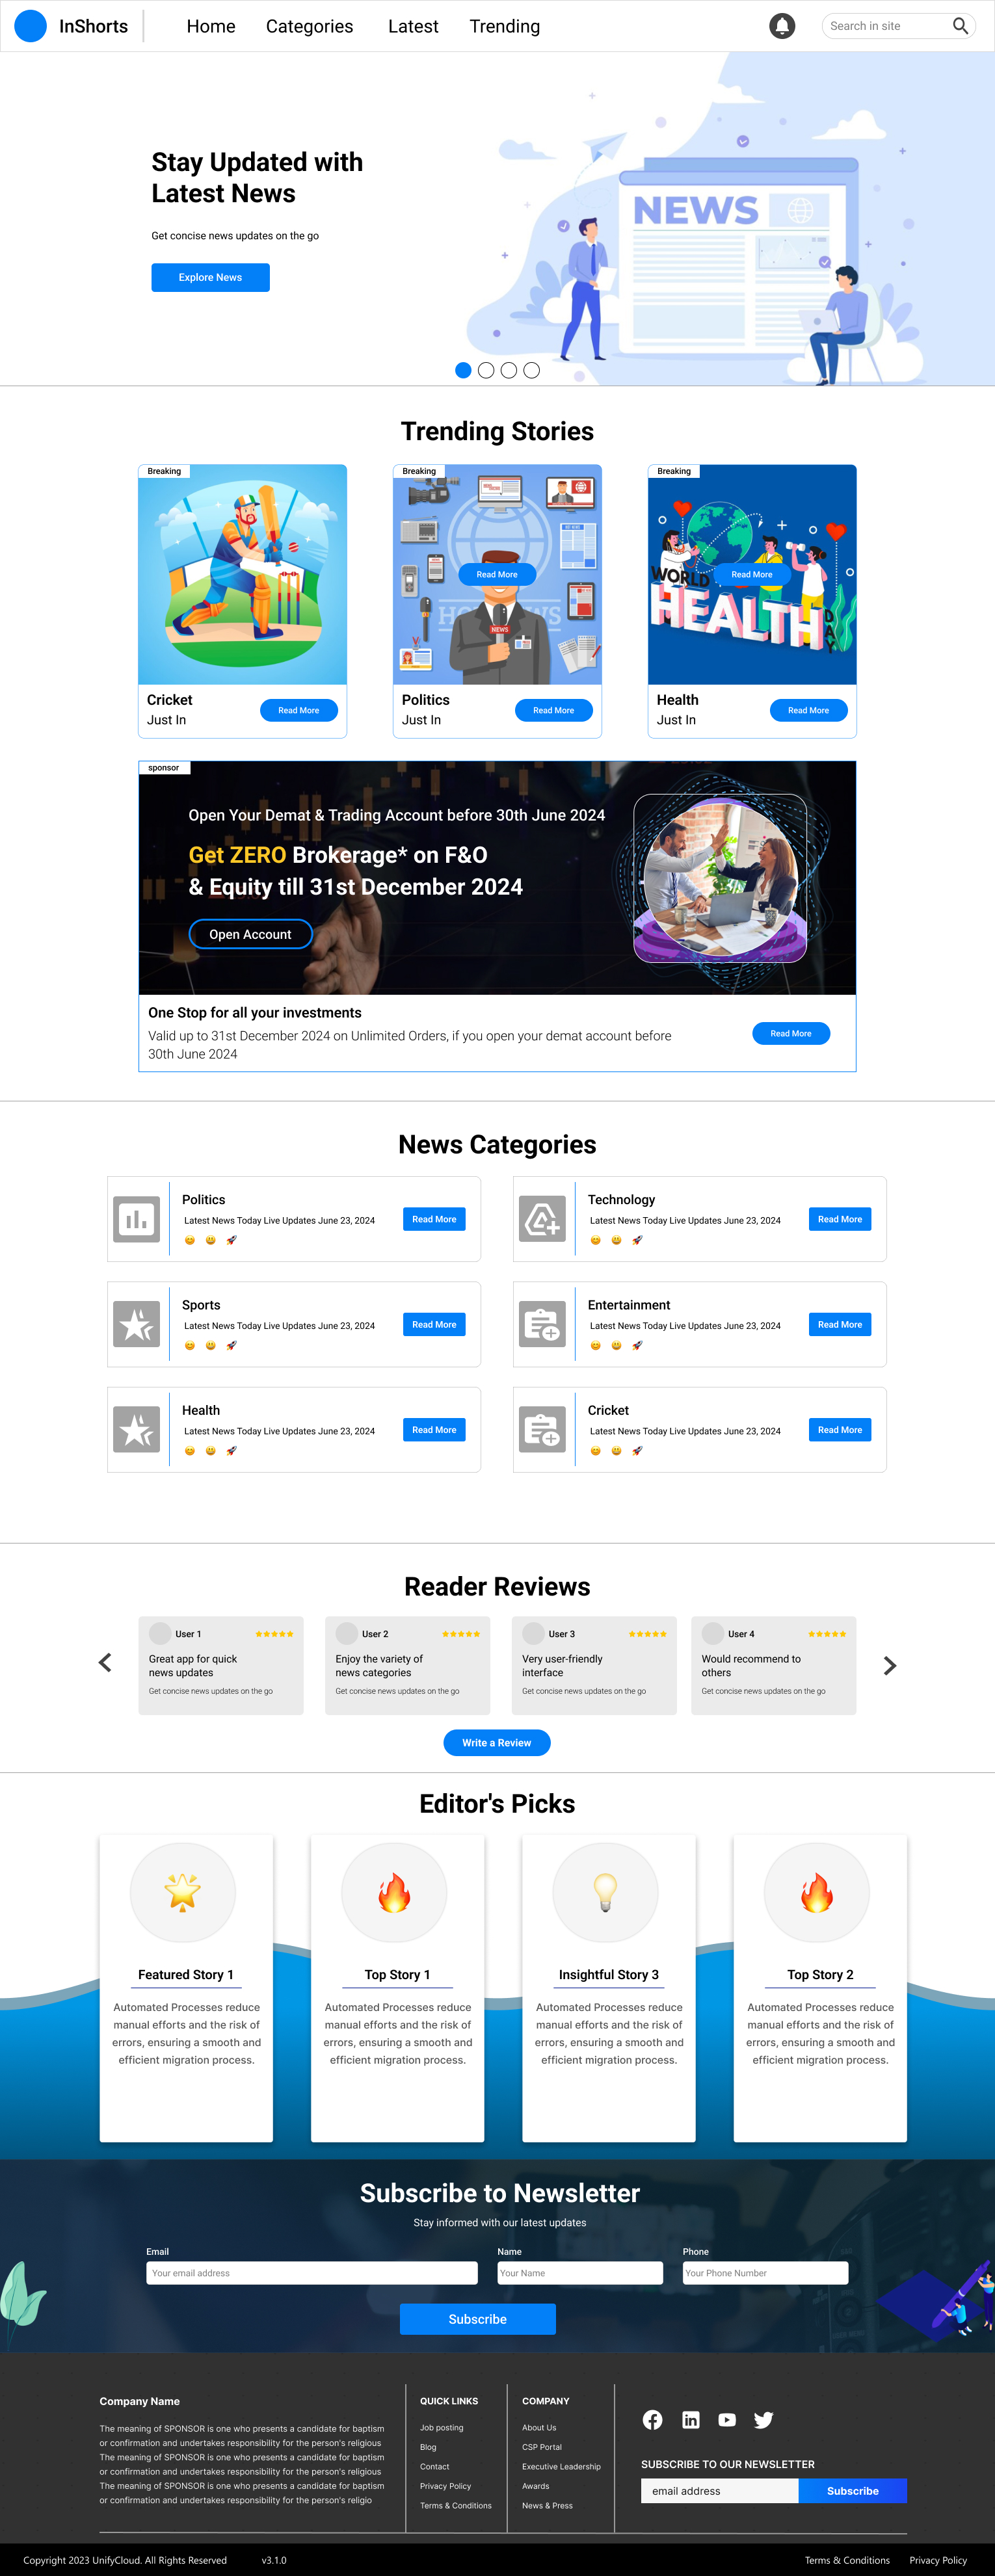 InShorts
Home Categories Latest Trending
Search in site
Stay Updated with
Latest News
Get concise news updates on the go
Explore News
NEWS
Trending Stories
Breaking
Cricket
Just In
Read More
Breaking
HOT NEWS
NEWS
Read More
Politics
Just In
Read More
Breaking
WORLD
HEALTH
DAY
Read More
Health
Just In
Read More
sponsor
Open Your Demat & Trading Account before 30th June 2024
Get ZERO Brokerage* on F&O
& Equity till 31st December 2024
Open Account
One Stop for all your investments
Valid up to 31st December 2024 on Unlimited Orders, if you open your demat account before
30th June 2024
Read More
News Categories
Politics
Latest News Today Live Updates June 23, 2024
Read More
Technology
Latest News Today Live Updates June 23, 2024
Read More
Sports
Latest News Today Live Updates June 23, 2024
Read More
Entertainment
Latest News Today Live Updates June 23, 2024
Read More
Health
Latest News Today Live Updates June 23, 2024
Read More
Cricket
Latest News Today Live Updates June 23, 2024
Read More
Reader Reviews
User 1
Great app for quick
news updates
Get concise news updates on the go
User 2
Enjoy the variety of
news categories
Get concise news updates on the go
User 3
Very user-friendly
interface
Get concise news updates on the go
User 4
Would recommend to
others
Get concise news updates on the go
Write a Review
Editor's Picks
Featured Story 1
Automated Processes reduce
manual efforts and the risk of
errors, ensuring a smooth and
efficient migration process.
Top Story 1
Automated Processes reduce
manual efforts and the risk of
errors, ensuring a smooth and
efficient migration process.
Insightful Story 3
Automated Processes reduce
manual efforts and the risk of
errors, ensuring a smooth and
efficient migration process.
Top Story 2
Automated Processes reduce
manual efforts and the risk of
errors, ensuring a smooth and
efficient migration process.
Subscribe to Newsletter
Stay informed with our latest updates
Email
Your email address
Name
Your Name
Phone
Your Phone Number
Subscribe
Company Name
The meaning of SPONSOR is one who presents a candidate for baptism
or confirmation and undertakes responsibility for the person's religious
The meaning of SPONSOR is one who presents a candidate for baptism
or confirmation and undertakes responsibility for the person's religious
The meaning of SPONSOR is one who presents a candidate for baptism
or confirmation and undertakes responsibility for the person's religio
QUICK LINKS
Job posting
Blog
Contact
Privacy Policy
Terms & Conditions
COMPANY
About Us
CSP Portal
Executive Leadership
Awards
News & Press
SUBSCRIBE TO OUR NEWSLETTER
email address
Subscribe
Copyright 2023 UnifyCloud. All Rights Reserved v3.1.0
Terms & Conditions Privacy Policy